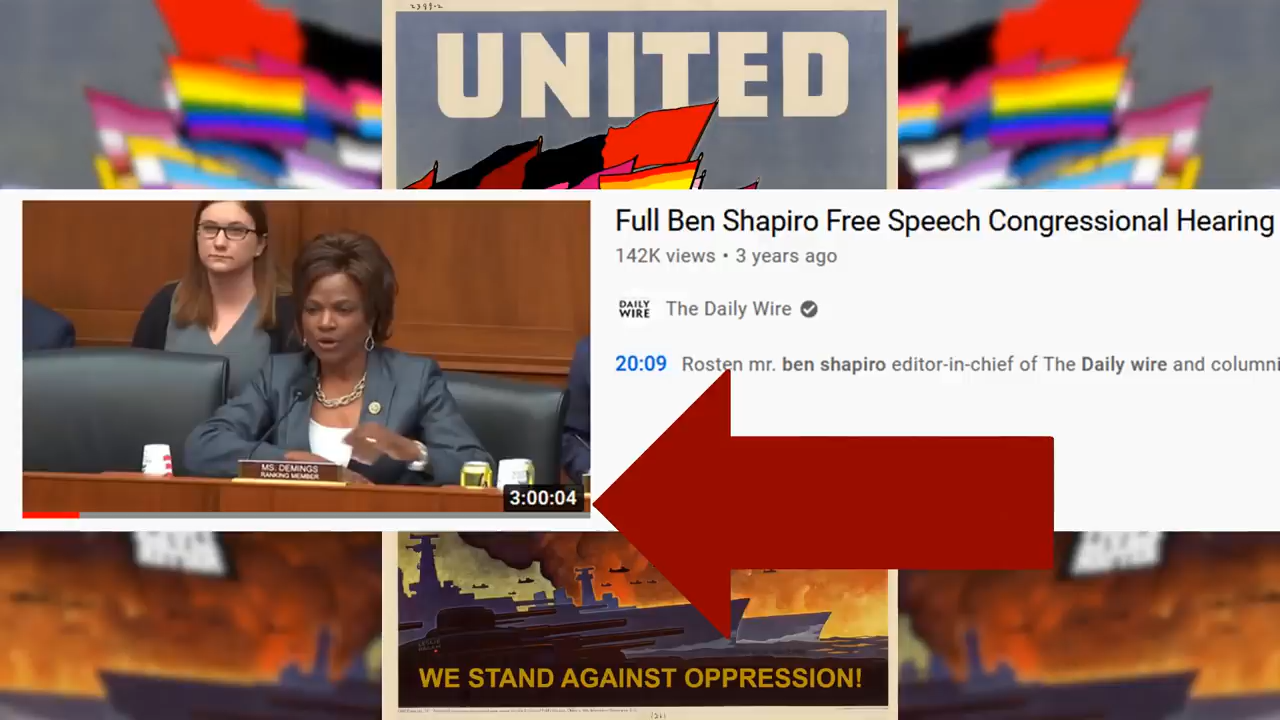 2399-2
UNITED
Full Ben Shapiro Free Speech Congressional Hearing
142K views • 3 years ago
DAILY
WIRE
The Daily Wire
20:09 Rosten mr. ben shapiro editor-in-chief of The Daily wire and columni
MS. DEMINGS
RANKING MEMBER
3:00:04
WE STAND AGAINST OPPRESSION!